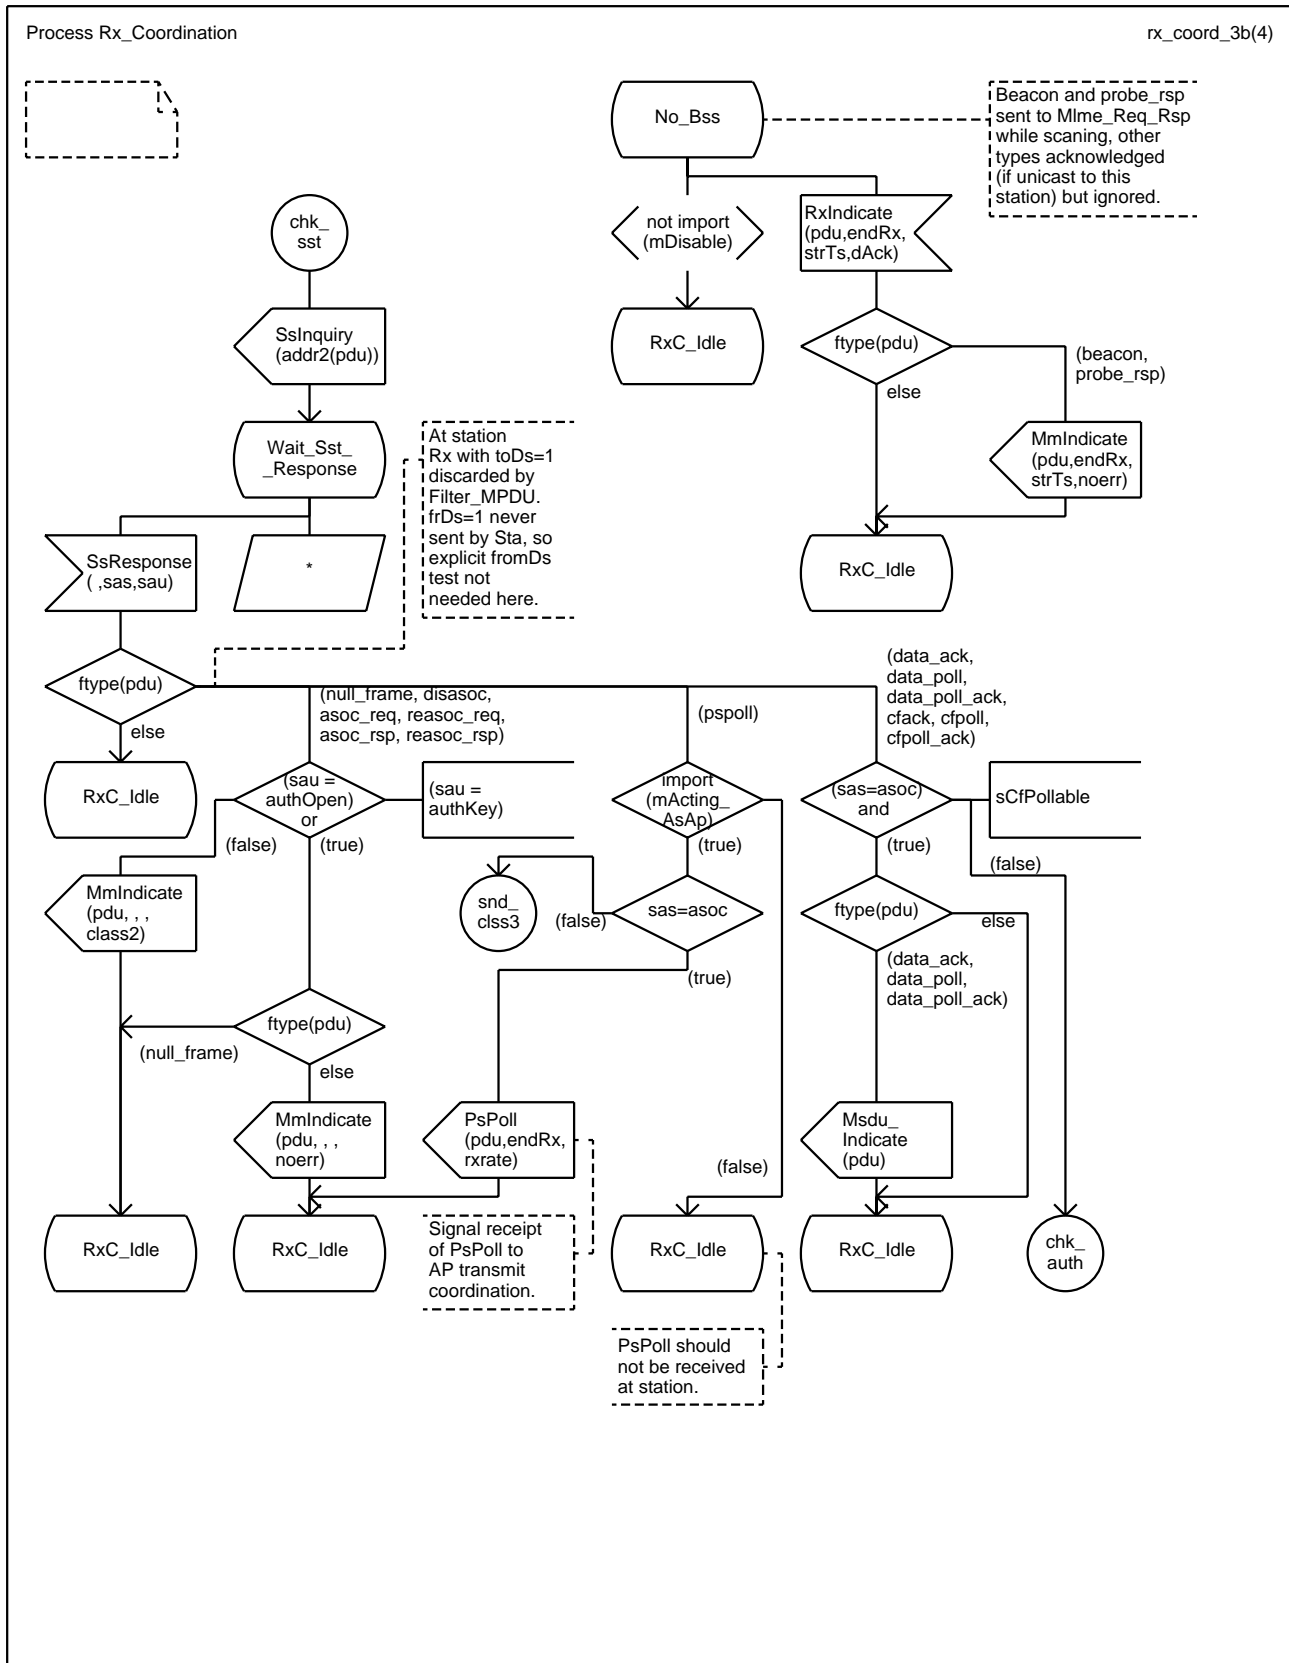 Process Rx_Coordination
rx_coord_3b(4)
No_Bss
Beacon and probe_rsp
sent to Mlme_Req_Rsp
while scaning, other
types acknowledged
(if unicast to this
station) but ignored.
chk_
sst
not import
(mDisable)
RxIndicate
(pdu,endRx,
strTs,dAck)
SsInquiry
(addr2(pdu))
RxC_Idle
ftype(pdu)
(beacon,
probe_rsp)
else
Wait_Sst_
_Response
At station
Rx with toDs=1
discarded by
Filter_MPDU.
frDs=1 never
sent by Sta, so
explicit fromDs
test not
needed here.
MmIndicate
(pdu,endRx,
strTs,noerr)
SsResponse
( ,sas,sau)
*
RxC_Idle
ftype(pdu)
else
(null_frame, disasoc,
asoc_req, reasoc_req,
asoc_rsp, reasoc_rsp)
(pspoll)
(data_ack,
data_poll,
data_poll_ack,
cfack, cfpoll,
cfpoll_ack)
RxC_Idle
(sau =
authOpen)
or
(sau =
authKey)
import
(mActing_
_AsAp)
(sas=asoc)
and
sCfPollable
(false)
(true)
(true)
(true)
(false)
MmIndicate
(pdu, , ,
class2)
snd_
clss3
(false)
sas=asoc
(true)
ftype(pdu)
else
(data_ack,
data_poll,
data_poll_ack)
ftype(pdu)
(null_frame)
else
MmIndicate
(pdu, , ,
noerr)
PsPoll
(pdu,endRx,
rxrate)
(false)
Msdu_
_Indicate
(pdu)
RxC_Idle
RxC_Idle
Signal receipt
of PsPoll to
AP transmit
coordination.
RxC_Idle
RxC_Idle
chk_
auth
PsPoll should
not be received
at station.